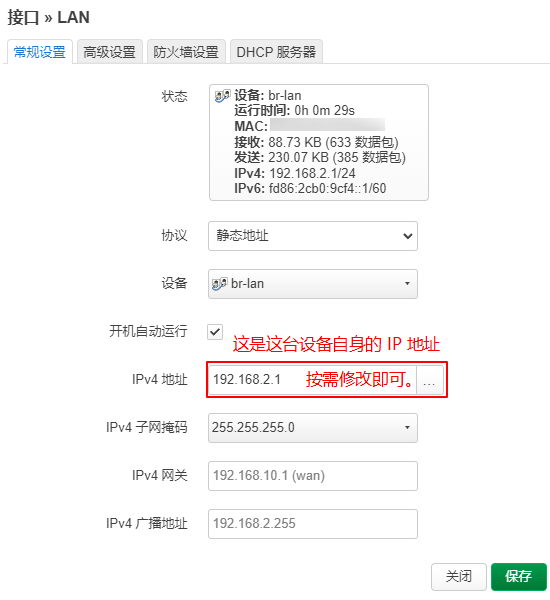 接口 » LAN
常规设置 高级设置 防火墙设置 DHCP 服务器
状态
设备: br-lan
运行时间: 0h 0m 29s
MAC:
接收: 88.73 KB (633 数据包)
发送: 230.07 KB (385 数据包)
IPv4: 192.168.2.1/24
IPv6: fd86:2cb0:9cf4::1/60
协议 静态地址
设备 br-lan
开机自动运行
这是这台设备自身的 IP 地址
IPv4 地址 192.168.2.1 按需修改即可。 ...
IPv4 子网掩码 255.255.255.0
IPv4 网关 192.168.10.1 (wan)
IPv4 广播地址 192.168.2.255
关闭 保存